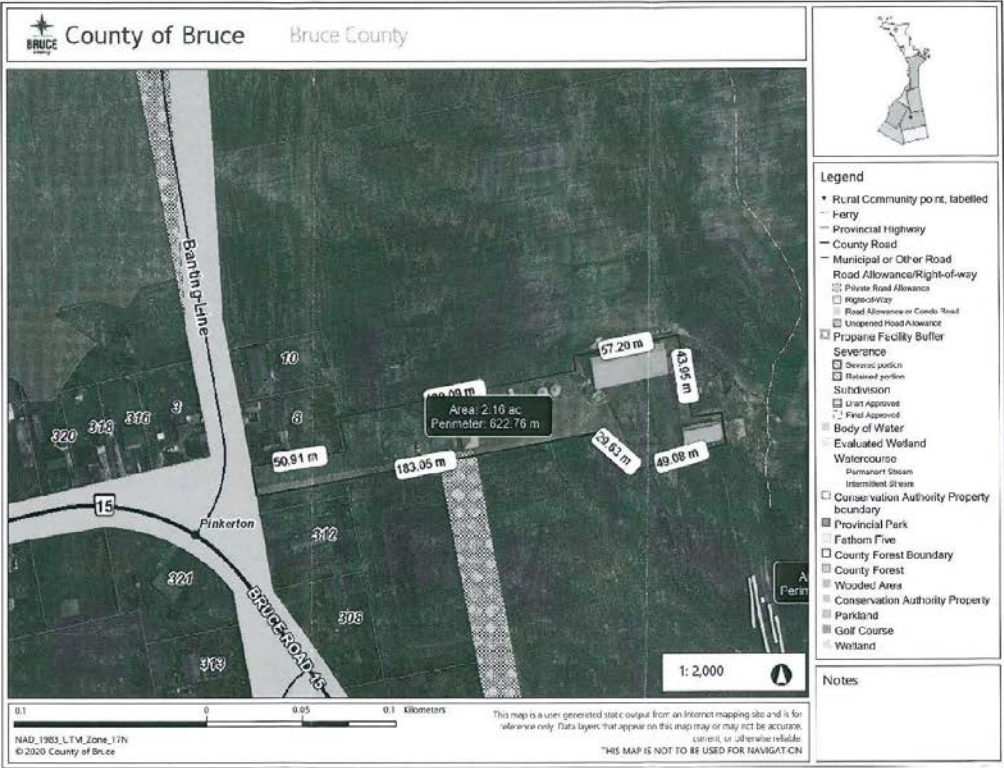 BRUCE
County of Bruce
Bruce County
Banting Line
10
8
3
316
318
320
57.20 m
43.95 m
Area: 2.16 ac
Perimeter: 622.76 m
50.91 m
183.05 m
29.63 m
49.08 m
15
Pinkerton
312
321
308
BRUCE ROAD 15
313
1: 2,000
Legend
Rural Community point, labelled
Ferry
Provincial Highway
County Road
Municipal or Other Road
Road Allowance/Right-of-way
Private Road Allowance
Right-of-Way
Road Allowance or Condo Road
Unopened Road Allowance
Propane Facility Buffer
Severance
Severed portion
Retained portion
Subdivision
Draft Approved
Final Approved
Body of Water
Evaluated Wetland
Watercourse
Permanent Stream
Intermittent Stream
Conservation Authority Property
boundary
Provincial Park
Fathom Five
County Forest Boundary
County Forest
Wooded Area
Conservation Authority Property
Parkland
Golf Course
Wetland
Notes
0.1 0 0.05 0.1 Kilometers
NAD_1983_UTM_Zone_17N
© 2020 County of Bruce
This map is a user generated static output from an Internet mapping site and is for
reference only. Data layers that appear on this map may or may not be accurate,
current, or otherwise reliable.
THIS MAP IS NOT TO BE USED FOR NAVIGATION